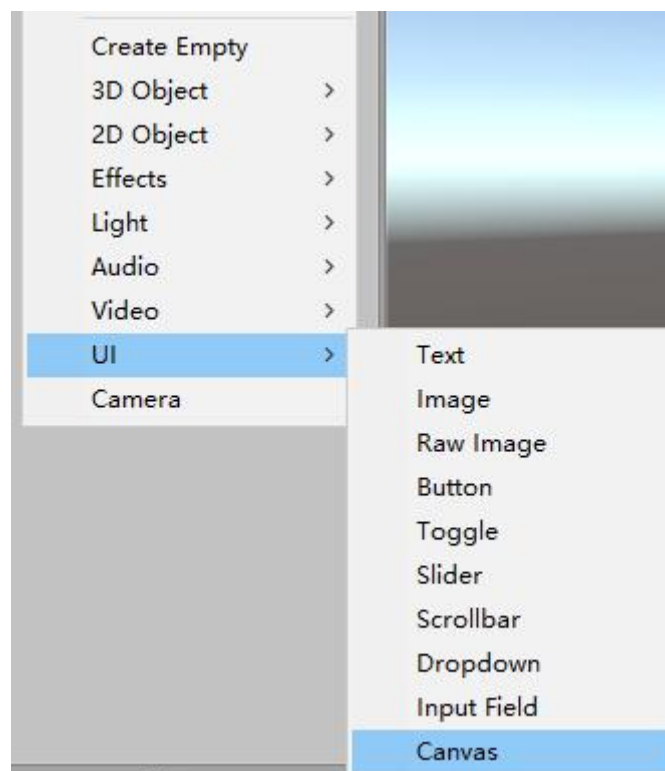 Create Empty
3D Object
2D Object
Effects
Light
Audio
Video
UI
Camera
Text
Image
Raw Image
Button
Toggle
Slider
Scrollbar
Dropdown
Input Field
Canvas